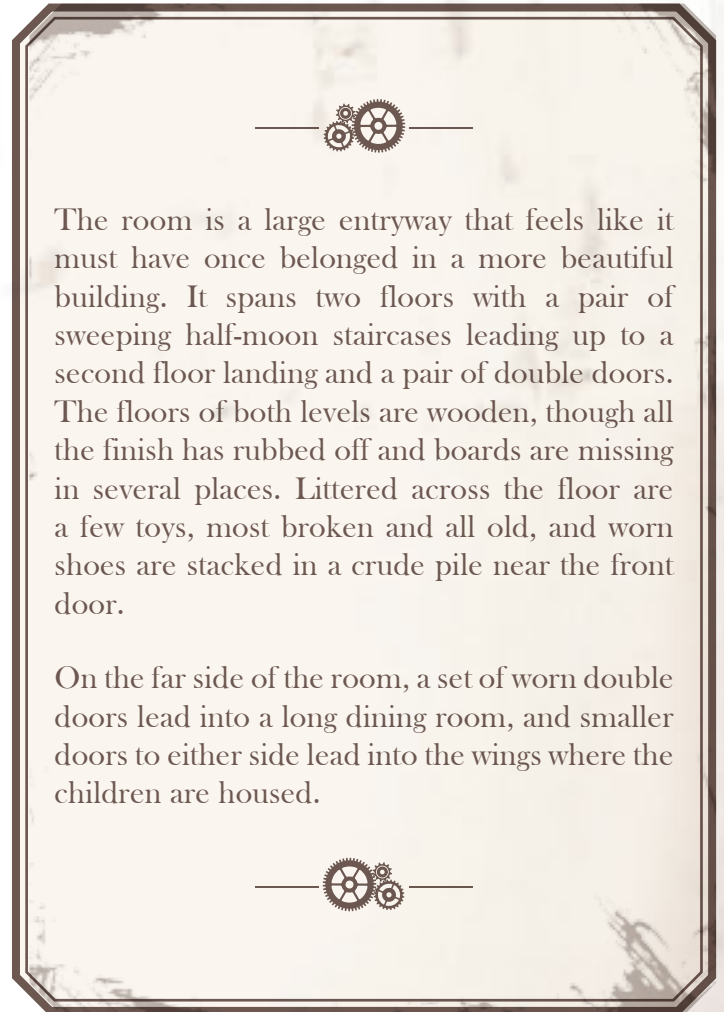 The room is a large entryway that feels like it
must have once belonged in a more beautiful
building. It spans two floors with a pair of
sweeping half-moon staircases leading up to a
second floor landing and a pair of double doors.
The floors of both levels are wooden, though all
the finish has rubbed off and boards are missing
in several places. Littered across the floor are
a few toys, most broken and all old, and worn
shoes are stacked in a crude pile near the front
door.
On the far side of the room, a set of worn double
doors lead into a long dining room, and smaller
doors to either side lead into the wings where the
children are housed.